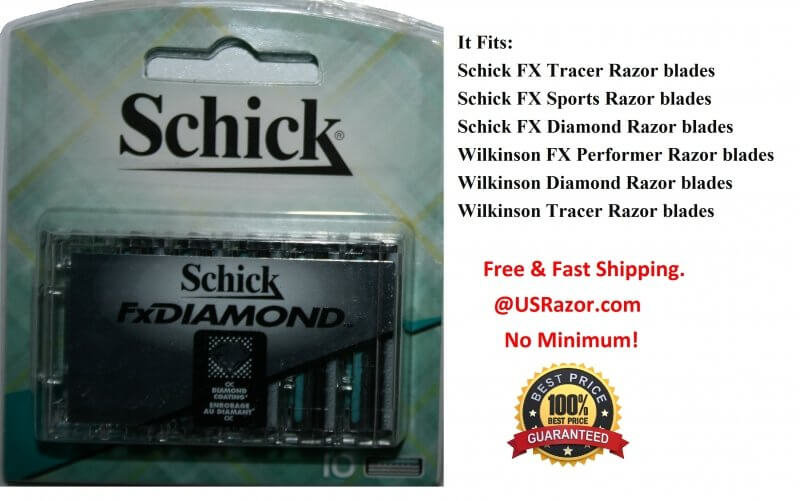 Schick®
Schick
FXDIAMOND™
DIAMOND
COATING*
ENROBAGE
AU DIAMANT*
10
It Fits:
Schick FX Tracer Razor blades
Schick FX Sports Razor blades
Schick FX Diamond Razor blades
Wilkinson FX Performer Razor blades
Wilkinson Diamond Razor blades
Wilkinson Tracer Razor blades
Free & Fast Shipping.
@USRazor.com
No Minimum!
BEST PRICE
100%
BEST PRICE
GUARANTEED